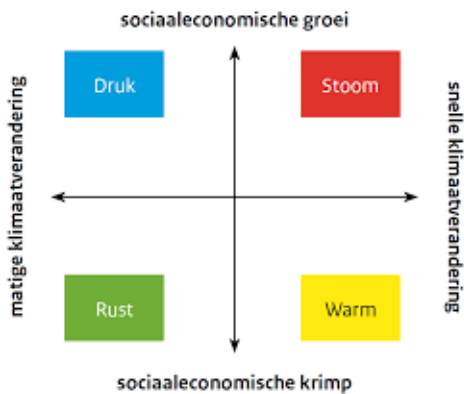 sociaaleconomische groei
matige klimaatverandering
Druk
Stoom
snelle klimaatverandering
Rust
Warm
sociaaleconomische krimp